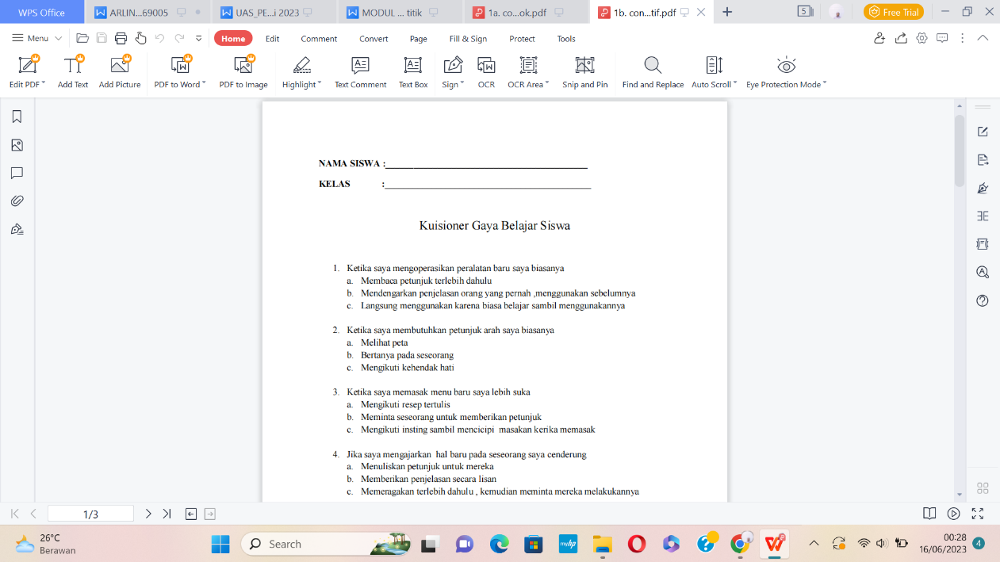 WPS Office
ARLIN...69005
UAS_PE...i 2023
MODUL ... titik
1a. co...ok.pdf
1b. con...tif.pdf
5
Free Trial
Menu
Home
Edit
Comment
Convert
Page
Fill & Sign
Protect
Tools
Edit PDF
Add Text
Add Picture
PDF to Word
PDF to Image
Highlight
Text Comment
Text Box
Sign
OCR
OCR Area
Snip and Pin
Find and Replace
Auto Scroll
Eye Protection Mode
NAMA SISWA :
KELAS :
Kuisioner Gaya Belajar Siswa
1. Ketika saya mengoperasikan peralatan baru saya biasanya
a. Membaca petunjuk terlebih dahulu
b. Mendengarkan penjelasan orang yang pernah ,menggunakan sebelumnya
c. Langsung menggunakan karena biasa belajar sambil menggunakannya
2. Ketika saya membutuhkan petunjuk arah saya biasanya
a. Melihat peta
b. Bertanya pada seseorang
c. Mengikuti kehendak hati
3. Ketika saya memasak menu baru saya lebih suka
a. Mengikuti resep tertulis
b. Meminta seseorang untuk memberikan petunjuk
c. Mengikuti insting sambil mencicipi masakan kerika memasak
4. Jika saya mengajarkan hal baru pada seseorang saya cenderung
a. Menuliskan petunjuk untuk mereka
b. Memberikan penjelasan secara lisan
c. Memeragakan terlebih dahulu , kemudian meminta mereka melakukannya
1/3
26°C
Berawan
Search
myhp
00:28
16/06/2023
4